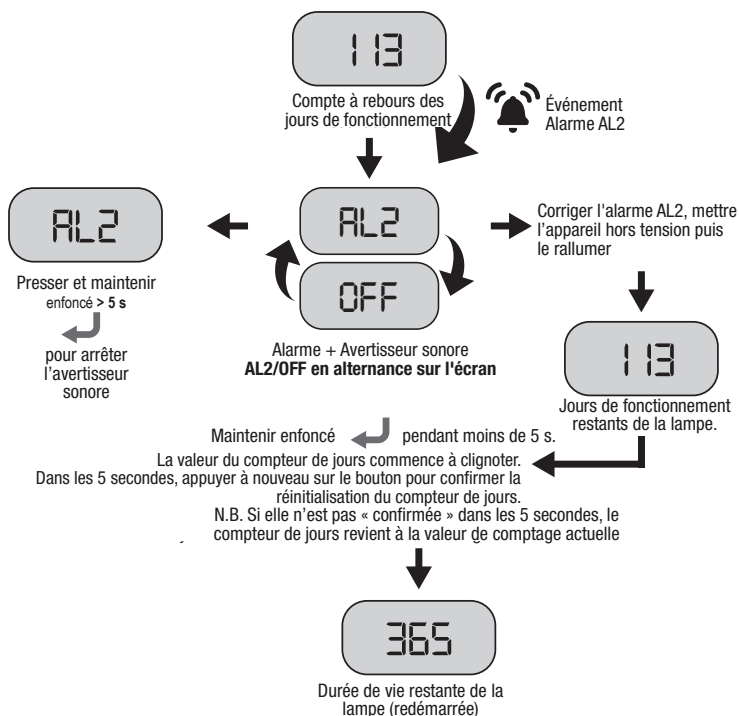 113
Compte à rebours des
jours de fonctionnement
Événement
Alarme AL2
AL2
Presser et maintenir
enfoncé > 5 s
pour arrêter
l'avertisseur
sonore
AL2
OFF
Alarme + Avertisseur sonore
AL2/OFF en alternance sur l'écran
Corriger l'alarme AL2, mettre
l'appareil hors tension puis
le rallumer
113
Jours de fonctionnement
restants de la lampe.
Maintenir enfoncé pendant moins de 5 s.
La valeur du compteur de jours commence à clignoter.
Dans les 5 secondes, appuyer à nouveau sur le bouton pour confirmer la
réinitialisation du compteur de jours.
N.B. Si elle n'est pas « confirmée » dans les 5 secondes, le
compteur de jours revient à la valeur de comptage actuelle
365
Durée de vie restante de la
lampe (redémarrée)